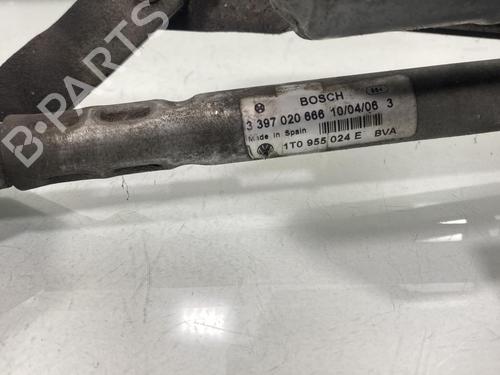 B-PARTS
BOSCH
3 397 020 666 10/04/06 3
Made in Spain
1T0 955 024 E BVA